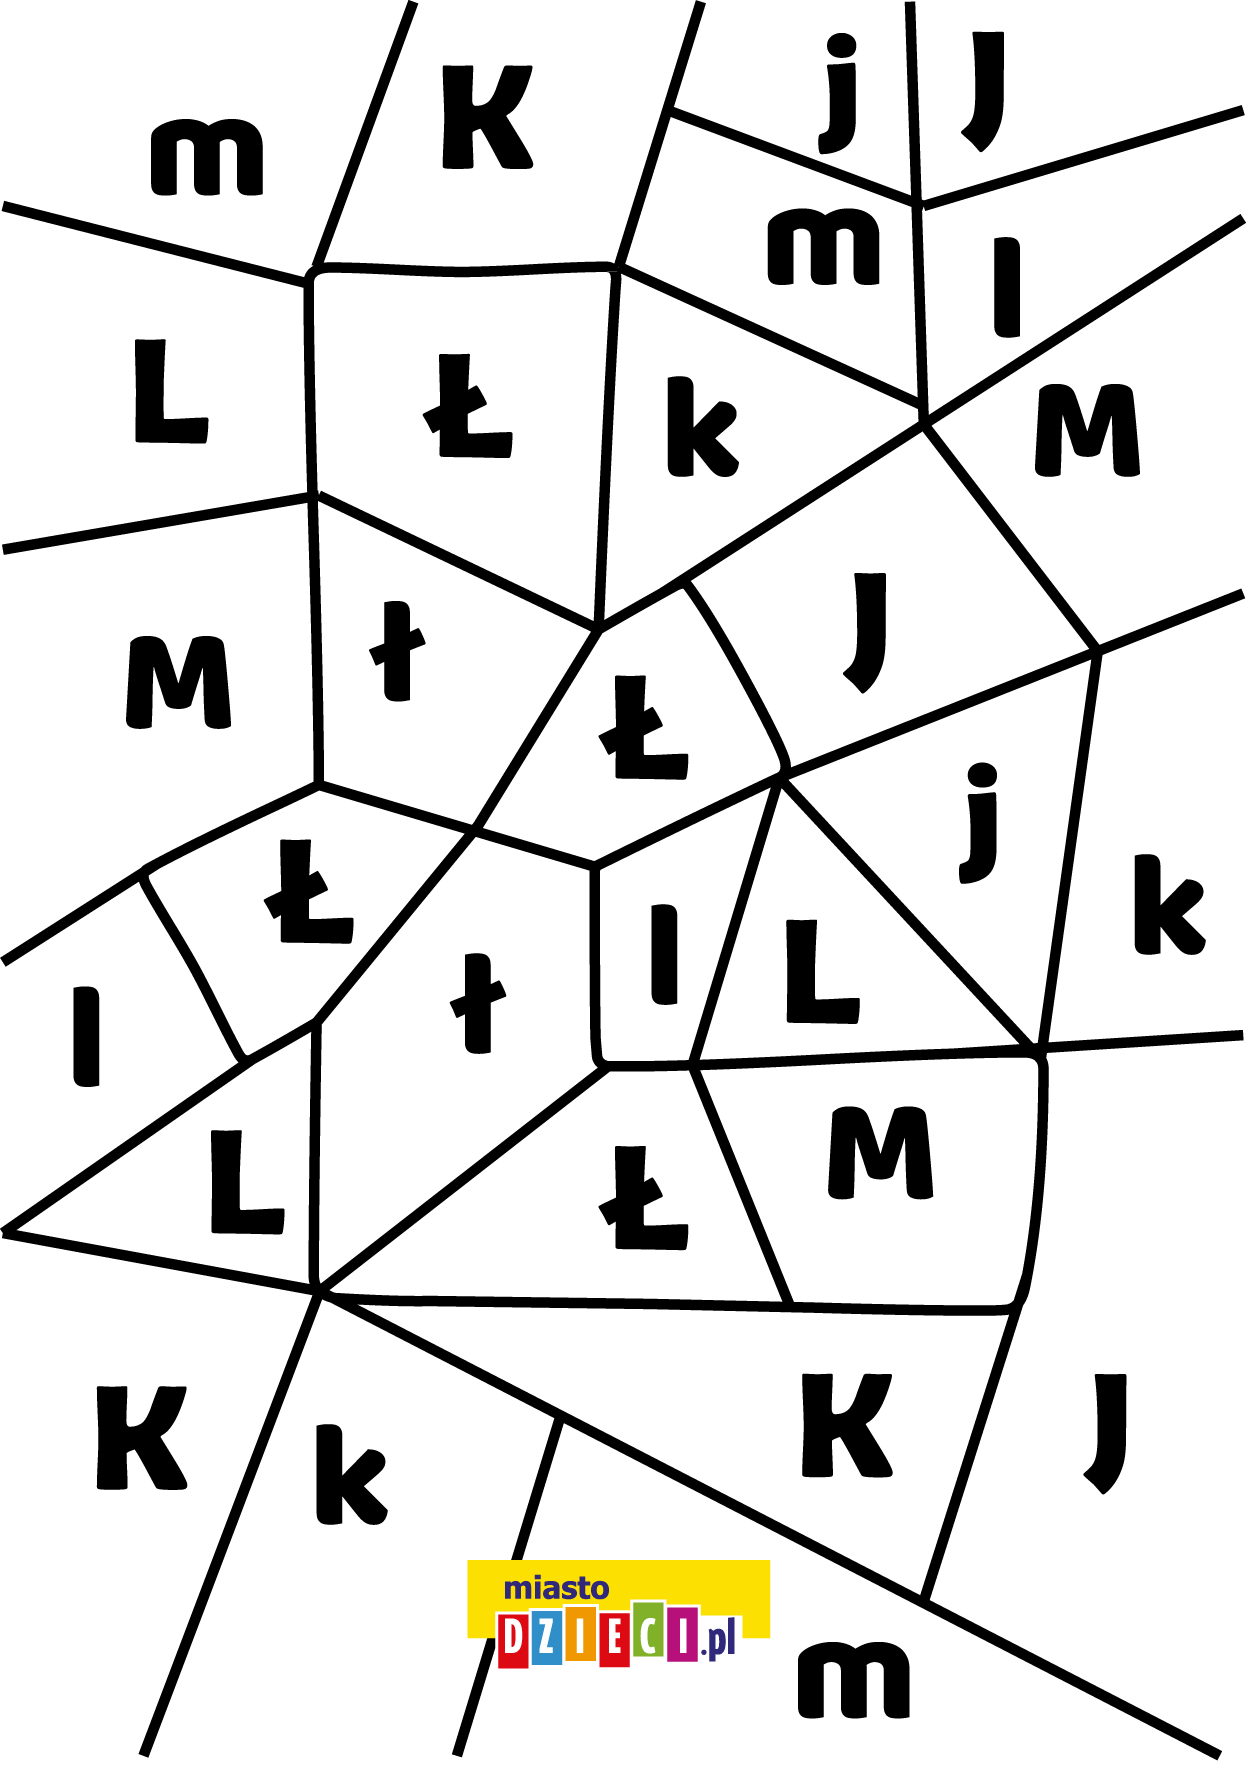 m K j J
m l
L Ł k M
M ł Ł J
j
Ł l L k
l ł
L Ł M
K k K J
miasto
DZIECI.pl
m